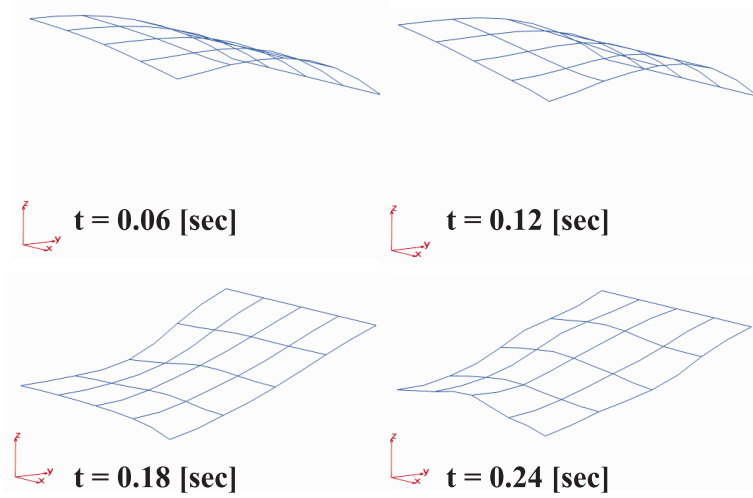 z
y
x
t = 0.06 [sec]
z
y
x
t = 0.12 [sec]
z
y
x
t = 0.18 [sec]
z
y
x
t = 0.24 [sec]